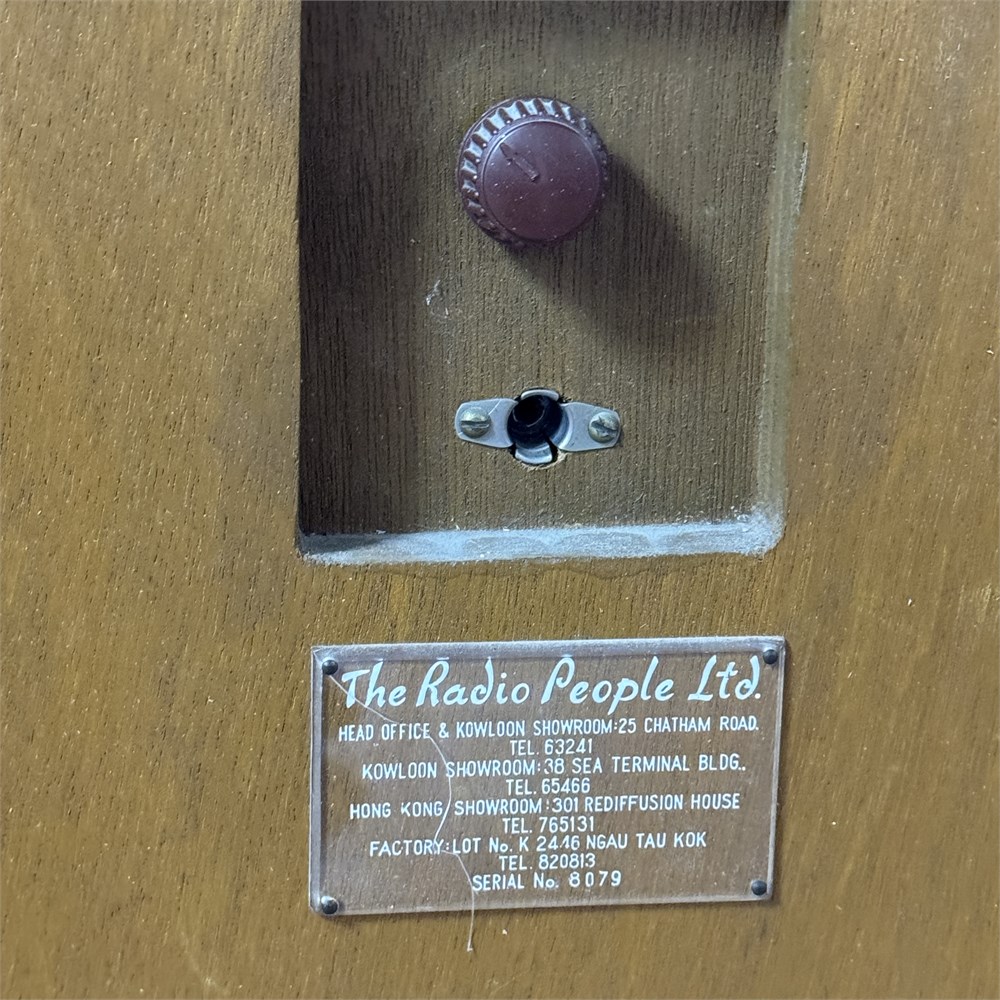 The Radio People Ltd.
HEAD OFFICE & KOWLOON SHOWROOM:25 CHATHAM ROAD.
TEL. 63241
KOWLOON SHOWROOM:38 SEA TERMINAL BLDG.,
TEL. 65466
HONG KONG SHOWROOM:301 REDIFFUSION HOUSE
TEL. 765131
FACTORY:LOT No. K 2446 NGAU TAU KOK
TEL. 820813
SERIAL No. 8079